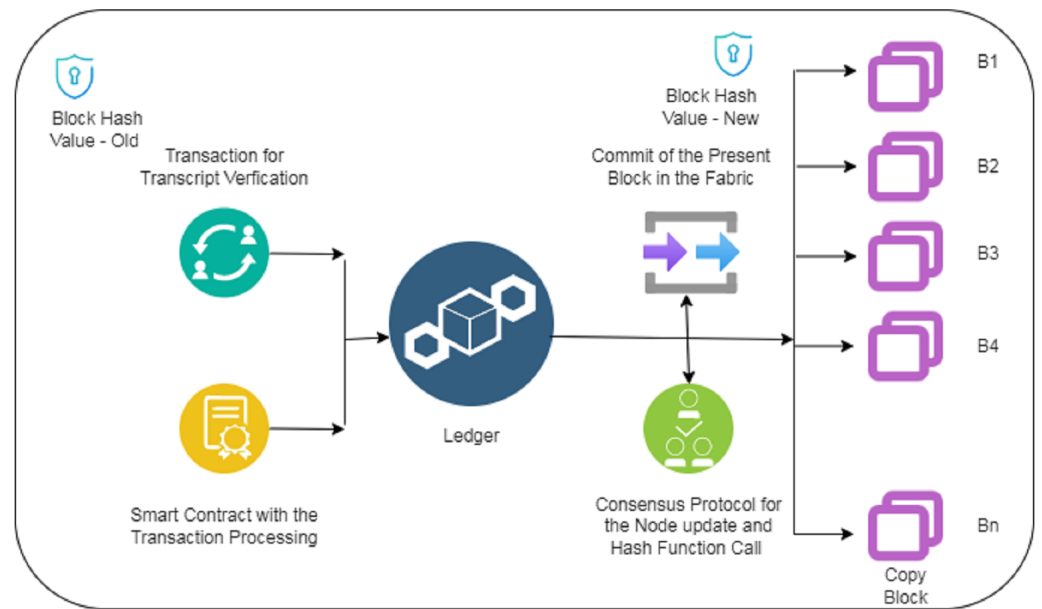 Block Hash
Value - Old
Transaction for
Transcript Verfication
Smart Contract with the
Transaction Processing
Ledger
Block Hash
Value - New
Commit of the Present
Block in the Fabric
Consensus Protocol for
the Node update and
Hash Function Call
B1
B2
B3
B4
Bn
Copy
Block